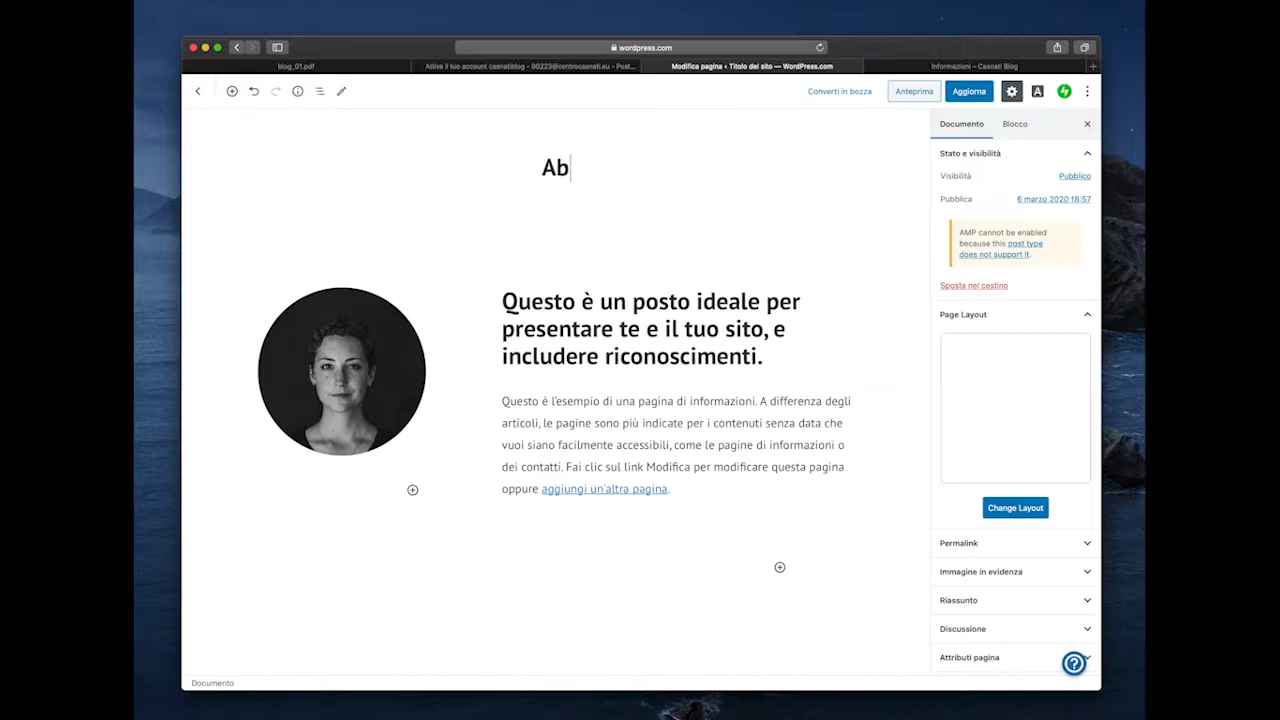 wordpress.com
blog_01.pdf
Attiva il tuo account casnatiblog - 90223@centrocasnati.eu - Post...
Modifica pagina ‹ Titolo del sito — WordPress.com
Informazioni – Casnati Blog
Converti in bozza
Anteprima
Aggiorna
Documento
Blocco
Ab
Stato e visibilità
Visibilità
Pubblico
Pubblica
6 marzo 2020 18:57
AMP cannot be enabled
because this post type
does not support it.
Sposta nel cestino
Page Layout
Change Layout
Permalink
Immagine in evidenza
Riassunto
Discussione
Attributi pagina
Questo è un posto ideale per
presentare te e il tuo sito, e
includere riconoscimenti.
Questo è l'esempio di una pagina di informazioni. A differenza degli
articoli, le pagine sono più indicate per i contenuti senza data che
vuoi siano facilmente accessibili, come le pagine di informazioni o
dei contatti. Fai clic sul link Modifica per modificare questa pagina
oppure aggiungi un'altra pagina.
Documento